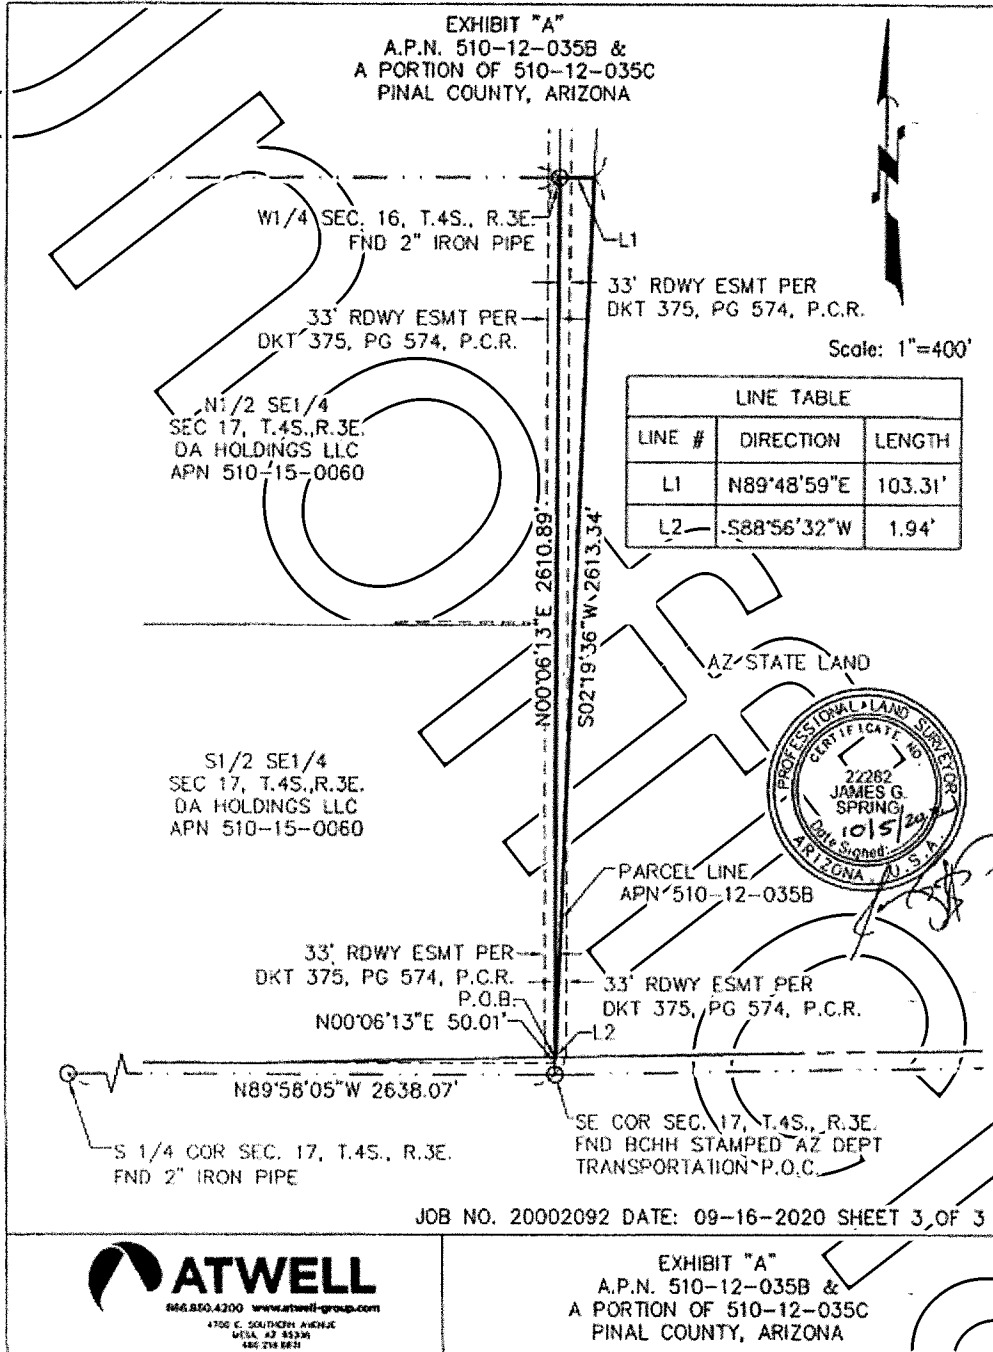 EXHIBIT "A"
A.P.N. 510-12-035B &
A PORTION OF 510-12-035C
PINAL COUNTY, ARIZONA
W1/4 SEC. 16, T.4S., R.3E.
FND 2" IRON PIPE
L1
33' RDWY ESMT PER
DKT 375, PG 574, P.C.R.
33' RDWY ESMT PER
DKT 375, PG 574, P.C.R.
Scale: 1"=400'
LINE TABLE
LINE # DIRECTION LENGTH
L1 N89°48'59"E 103.31'
L2 S88°56'32"W 1.94'
N1/2 SE1/4
SEC 17, T.4S.,R.3E.
DA HOLDINGS LLC
APN 510-15-0060
N00°06'13"E 2610.89'
S02°19'36"W 2613.34'
AZ STATE LAND
S1/2 SE1/4
SEC 17, T.4S.,R.3E.
DA HOLDINGS LLC
APN 510-15-0060
PROFESSIONAL LAND SURVEYOR
CERTIFICATE NO.
22282
JAMES G.
SPRING
10/5/20
Date Signed:
ARIZONA, U.S.A.
PARCEL LINE
APN 510-12-035B
33' RDWY ESMT PER
DKT 375, PG 574, P.C.R.
P.O.B.
N00°06'13"E 50.01'
33' RDWY ESMT PER
DKT 375, PG 574, P.C.R.
L2
N89°58'05"W 2638.07'
S 1/4 COR SEC. 17, T.4S., R.3E.
FND 2" IRON PIPE
SE COR SEC. 17, T.4S., R.3E.
FND BCHH STAMPED AZ DEPT
TRANSPORTATION P.O.C.
JOB NO. 20002092 DATE: 09-16-2020 SHEET 3 OF 3
ATWELL
866.850.4200 www.atwell-group.com
4700 E. SOUTHERN AVENUE
EXHIBIT "A"
A.P.N. 510-12-035B &
A PORTION OF 510-12-035C
PINAL COUNTY, ARIZONA